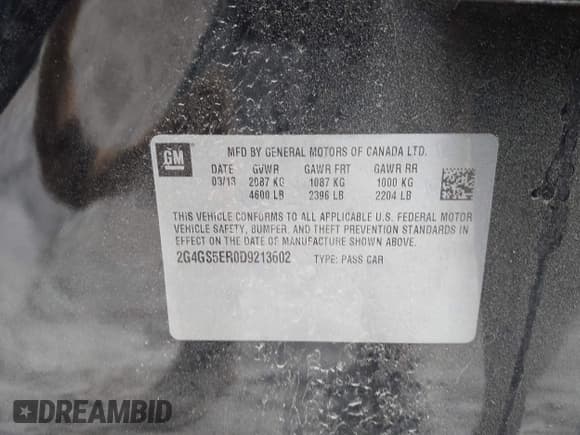 GM
MFD BY GENERAL MOTORS OF CANADA LTD.
DATE GVWR GAWR FRT GAWR RR
03/13 2087 KG 1087 KG 1000 KG
4600 LB 2396 LB 2204 LB
THIS VEHICLE CONFORMS TO ALL APPLICABLE U.S. FEDERAL MOTOR
VEHICLE SAFETY, BUMPER, AND THEFT PREVENTION STANDARDS IN
EFFECT ON THE DATE OF MANUFACTURE SHOWN ABOVE.
2G4GS5ER0D9213602 TYPE: PASS CAR
DREAMBID